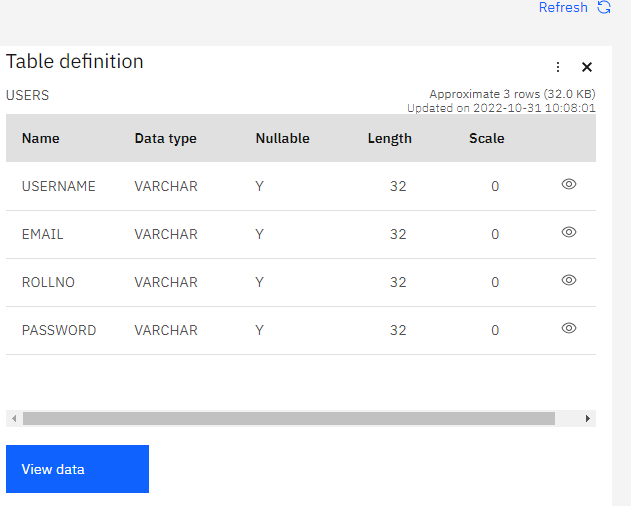 Refresh
Table definition
USERS
Approximate 3 rows (32.0 KB)
Updated on 2022-10-31 10:08:01
Name Data type Nullable Length Scale
USERNAME VARCHAR Y 32 0
EMAIL VARCHAR Y 32 0
ROLLNO VARCHAR Y 32 0
PASSWORD VARCHAR Y 32 0
View data